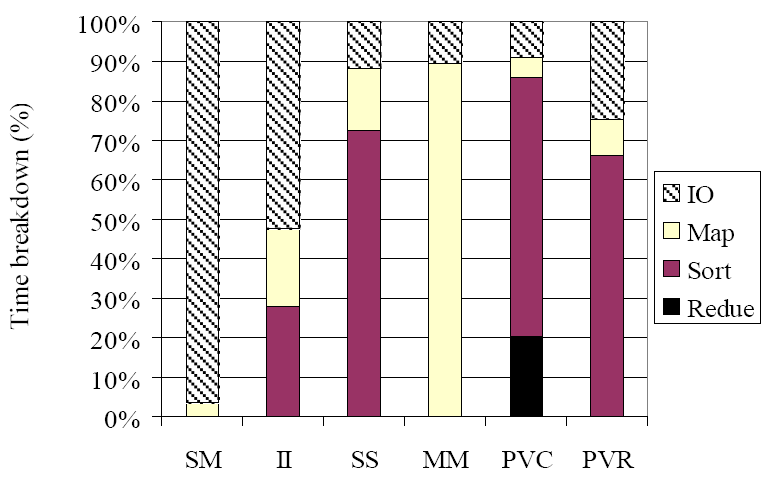 100%
90%
80%
70%
60%
50%
40%
30%
20%
10%
0%
Time breakdown (%)
SM II SS MM PVC PVR
IO
Map
Sort
Redue